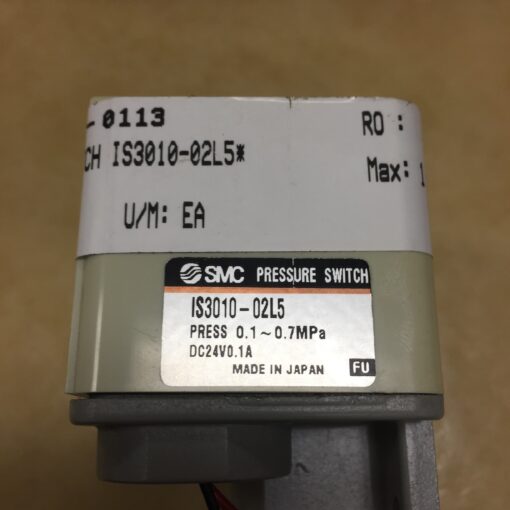 - 0113
RO :
CH IS3010-02L5*
Max: 1
U/M: EA
SMC PRESSURE SWITCH
IS3010-02L5
PRESS 0.1~0.7MPa
DC24V0.1A
MADE IN JAPAN
FU